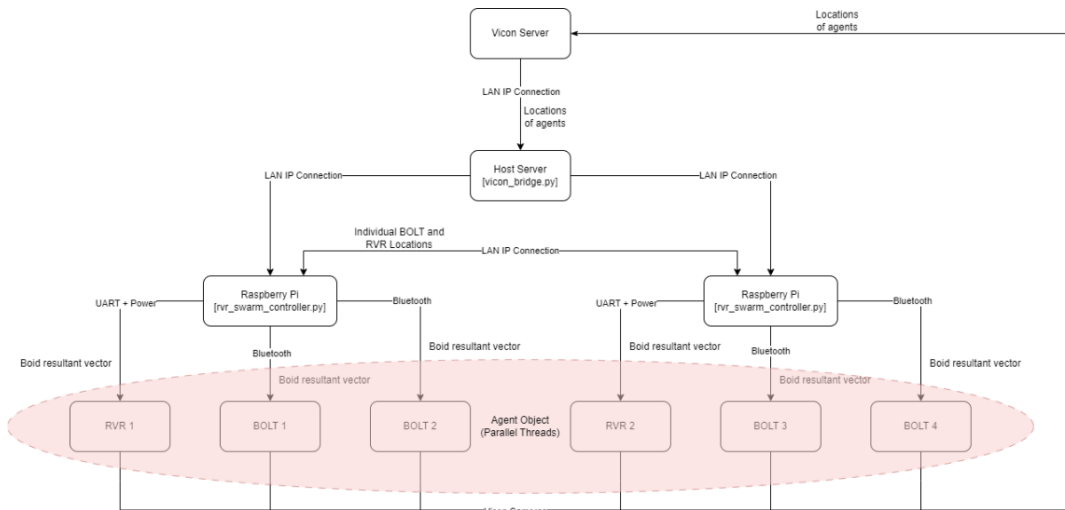 Locations
of agents
Vicon Server
LAN IP Connection
Locations
of agents
Host Server
[vicon_bridge.py]
LAN IP Connection
LAN IP Connection
Individual BOLT and
RVR Locations
LAN IP Connection
Raspberry Pi
[rvr_swarm_controller.py]
Raspberry Pi
[rvr_swarm_controller.py]
UART + Power
Bluetooth
UART + Power
Bluetooth
Bluetooth
Bluetooth
Boid resultant vector
Boid resultant vector
Boid resultant vector
Boid resultant vector
Boid resultant vector
Boid resultant vector
RVR 1
BOLT 1
BOLT 2
Agent Object
(Parallel Threads)
RVR 2
BOLT 3
BOLT 4